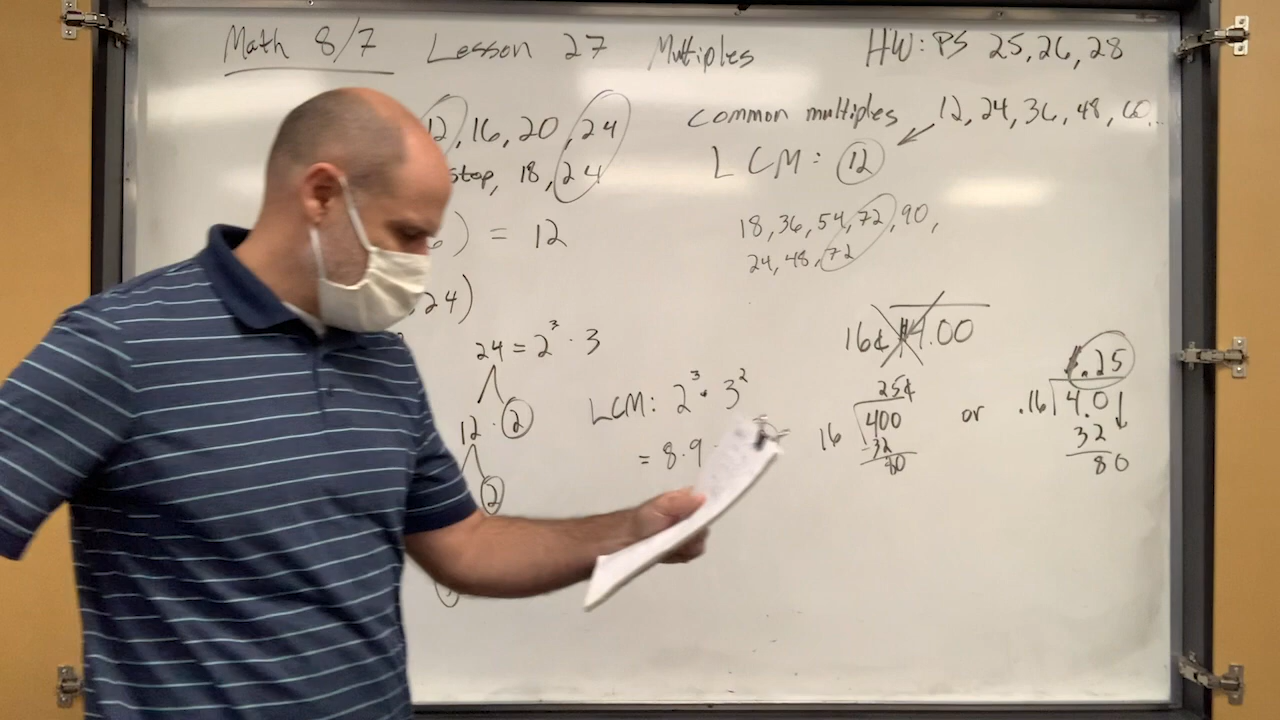 Math 8/7 Lesson 27 Multiples HW: PS 25, 26, 28
12, 16, 20, 24
stop, 18, 24
) = 12
, 24)
24 = 2³ · 3
12 · 2
2
common multiples 12, 24, 36, 48, 60, ..
LCM: 12
18, 36, 54, 72, 90,
24, 48, 72
LCM: 2³ · 3²
= 8·9
16¢ 4.00
25¢
16 400
-32
80
or
.25
.16 4.0
32
80